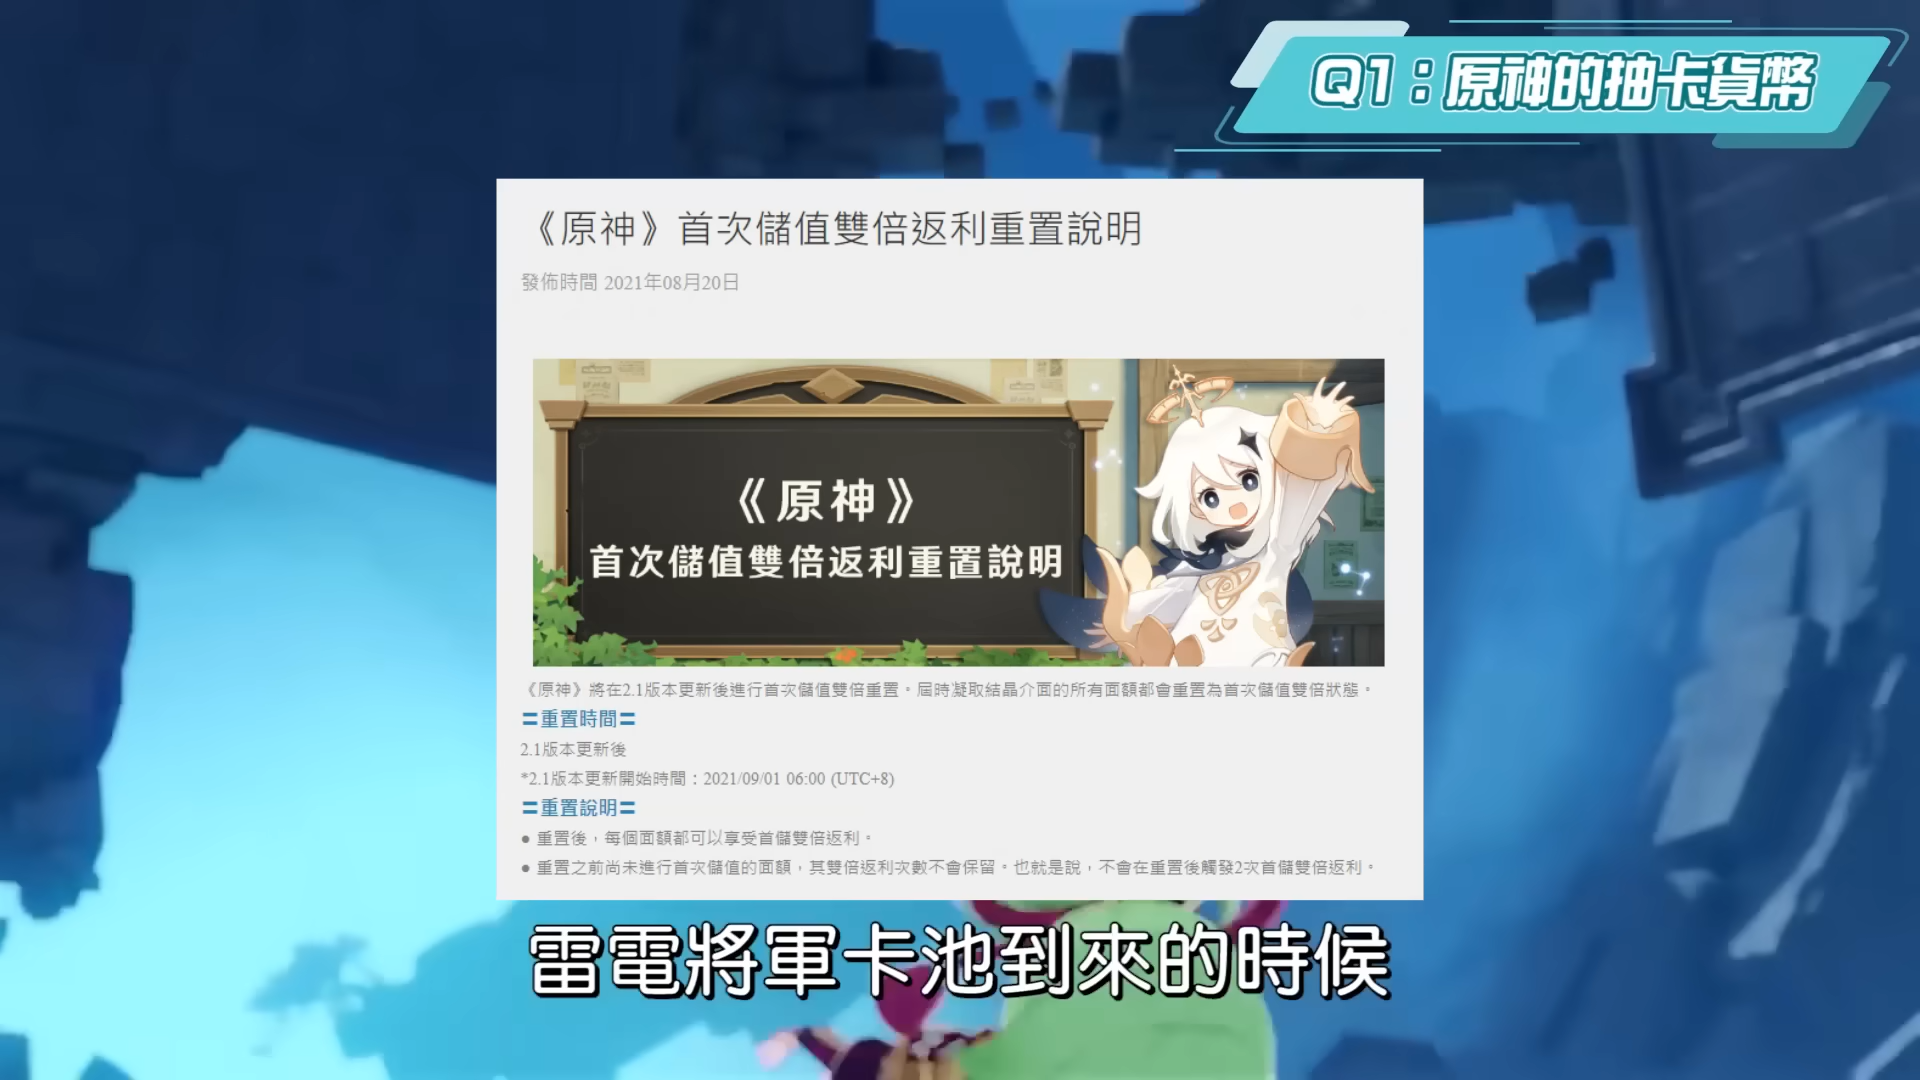 Q1：原神的抽卡貨幣
《原神》首次儲值雙倍返利重置說明
發佈時間 2021年08月20日
《原神》
首次儲值雙倍返利重置說明
《原神》將在2.1版本更新後進行首次儲值雙倍重置。屆時凝取結晶介面的所有面額都會重置為首次儲值雙倍狀態。
〓重置時間〓
2.1版本更新後
*2.1版本更新開始時間：2021/09/01 06:00 (UTC+8)
〓重置說明〓
● 重置後，每個面額都可以享受首儲雙倍返利。
● 重置之前尚未進行首次儲值的面額，其雙倍返利次數不會保留。也就是說，不會在重置後觸發2次首儲雙倍返利。
雷電將軍卡池到來的時候